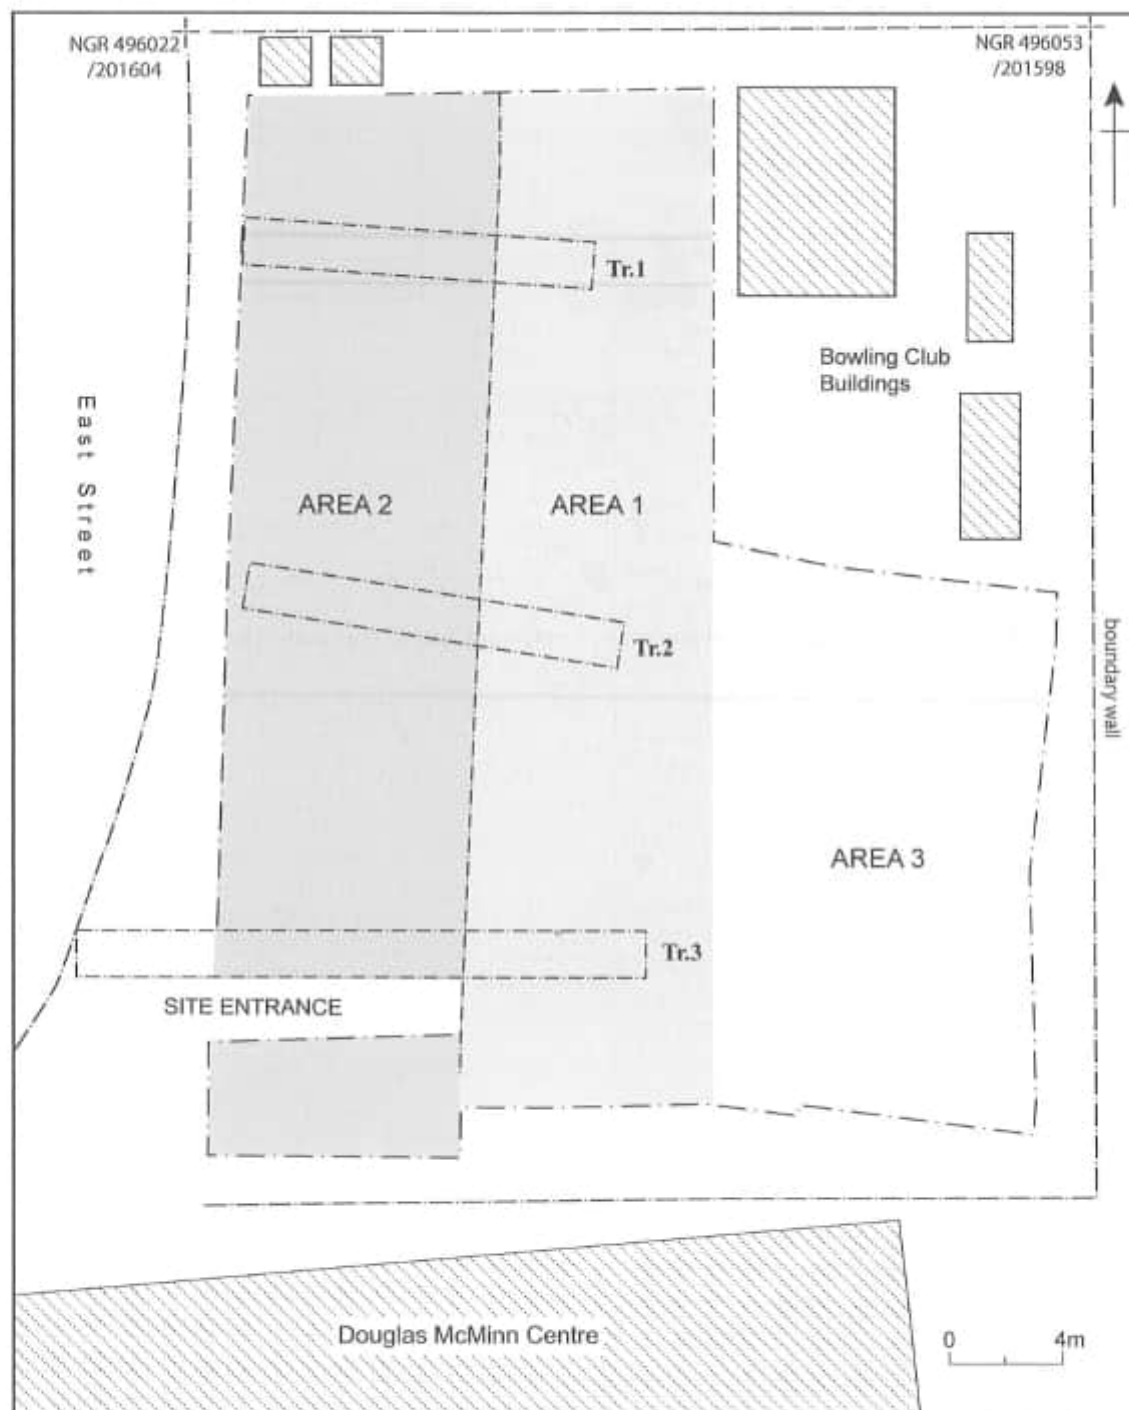 NGR 496022
/201604
NGR 496053
/201598
Tr.1
Bowling Club
Buildings
East Street
AREA 2
AREA 1
Tr.2
boundary wall
AREA 3
Tr.3
SITE ENTRANCE
Douglas McMinn Centre
0 4m